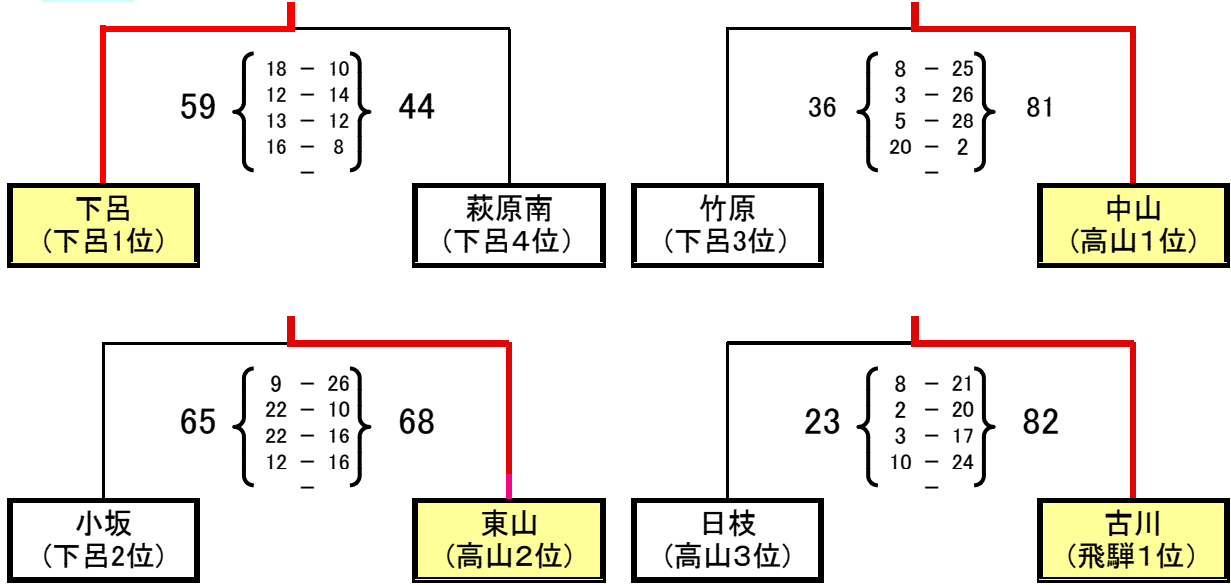 18 － 10
12 － 14
13 － 12
16 － 8
－
59
44
下呂
（下呂1位）
萩原南
（下呂４位）
8 － 25
3 － 26
5 － 28
20 － 2
－
36
81
竹原
（下呂3位）
中山
（高山１位）
9 － 26
22 － 10
22 － 16
12 － 16
－
65
68
小坂
（下呂2位）
東山
（高山２位）
8 － 21
2 － 20
3 － 17
10 － 24
－
23
82
日枝
（高山３位）
古川
（飛騨１位）